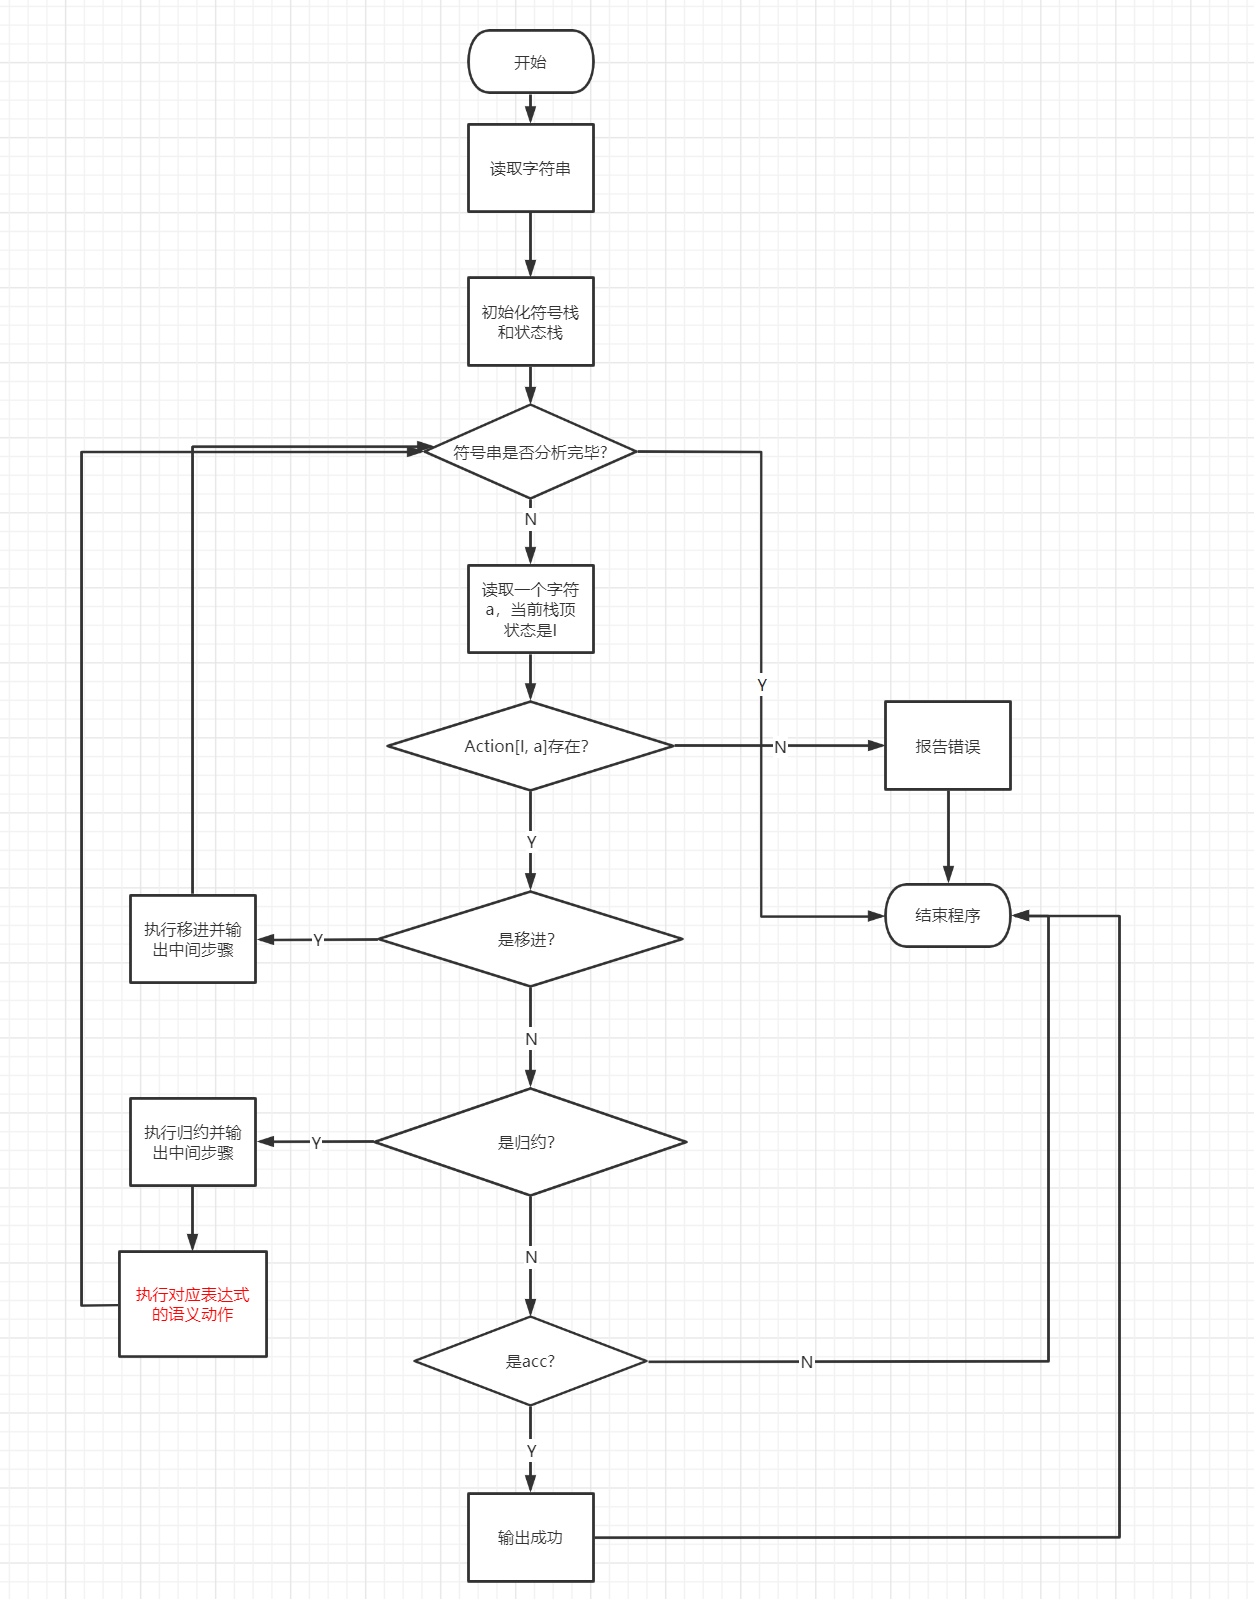 开始
读取字符串
初始化符号栈
和状态栈
符号串是否分析完毕?
N
读取一个字符
a，当前栈顶
状态是I
Y
Action[I, a]存在?
N
报告错误
Y
结束程序
执行移进并输
出中间步骤
Y
是移进?
N
执行归约并输
出中间步骤
Y
是归约?
N
执行对应表达式
的语义动作
是acc?
N
Y
输出成功